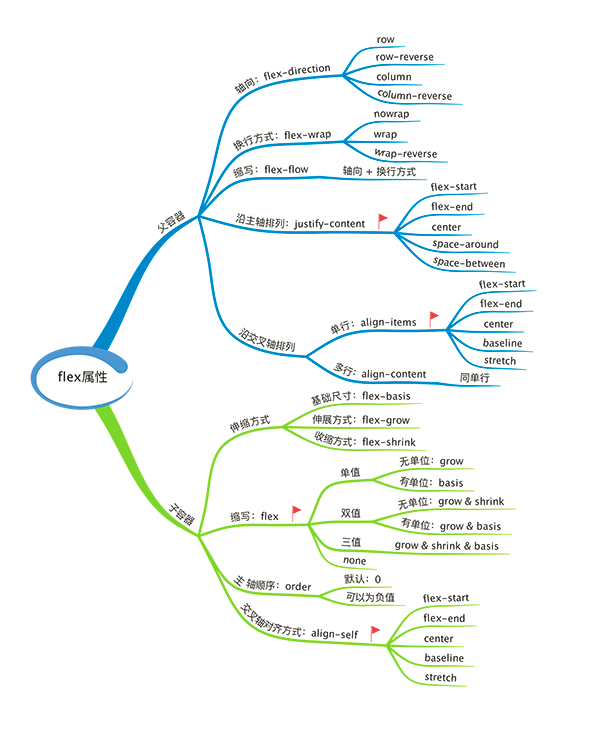 flex属性
父容器
轴向：flex-direction
row
row-reverse
column
column-reverse
换行方式：flex-wrap
nowrap
wrap
wrap-reverse
缩写：flex-flow
轴向 + 换行方式
沿主轴排列：justify-content
flex-start
flex-end
center
space-around
space-between
沿交叉轴排列
单行：align-items
flex-start
flex-end
center
baseline
stretch
多行：align-content
同单行
子容器
伸缩方式
基础尺寸：flex-basis
伸展方式：flex-grow
收缩方式：flex-shrink
缩写：flex
单值
无单位：grow
有单位：basis
双值
无单位：grow & shrink
有单位：grow & basis
三值
grow & shrink & basis
none
主 轴顺序：order
默认：0
可以为负值
交叉轴对齐方式：align-self
flex-start
flex-end
center
baseline
stretch